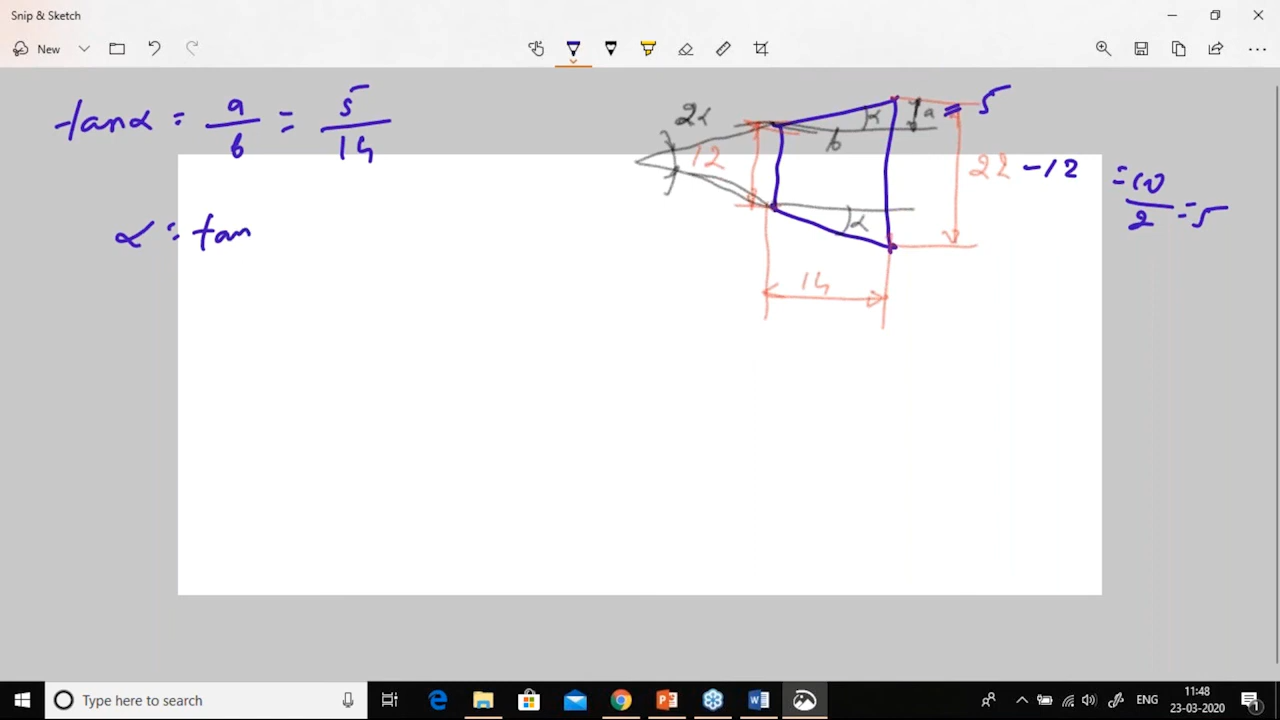 Snip & Sketch
New
tanα = a/b = 5/14
α = tan
2α
12
α
a = 5
b
22 - 12 = 10/2 = 5
α
14
Type here to search
ENG
11:48
23-03-2020